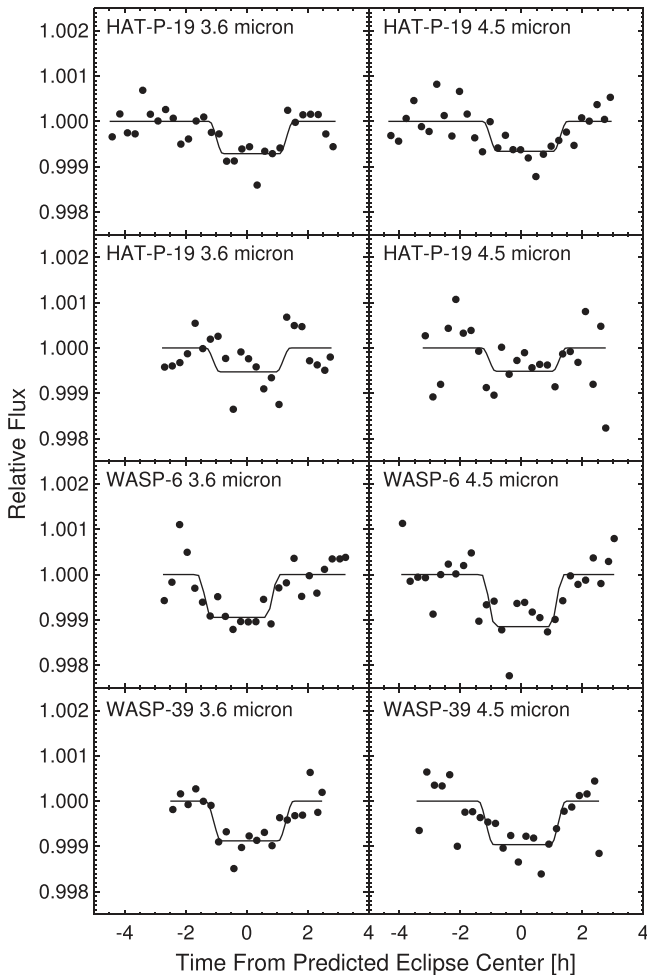 HAT-P-19 3.6 micron
HAT-P-19 4.5 micron
1.002
1.001
1.000
0.999
0.998
HAT-P-19 3.6 micron
HAT-P-19 4.5 micron
1.002
1.001
1.000
0.999
0.998
WASP-6 3.6 micron
WASP-6 4.5 micron
1.002
1.001
1.000
0.999
0.998
WASP-39 3.6 micron
WASP-39 4.5 micron
1.002
1.001
1.000
0.999
0.998
Relative Flux
-4 -2 0 2 4 -4 -2 0 2 4
Time From Predicted Eclipse Center [h]